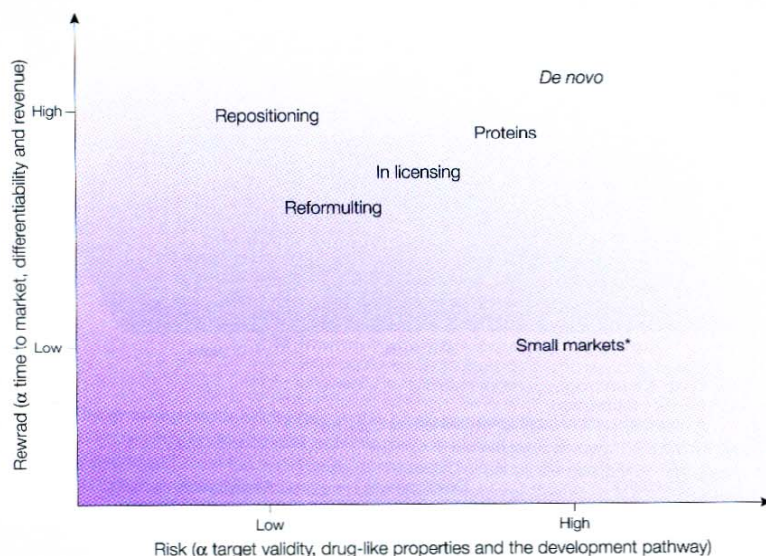 De novo
High
Repositioning
Proteins
In licensing
Reformulting
Low
Small markets*
Rewrad (α time to market, differentiability and revenue)
Low
High
Risk (α target validity, drug-like properties and the development pathway)